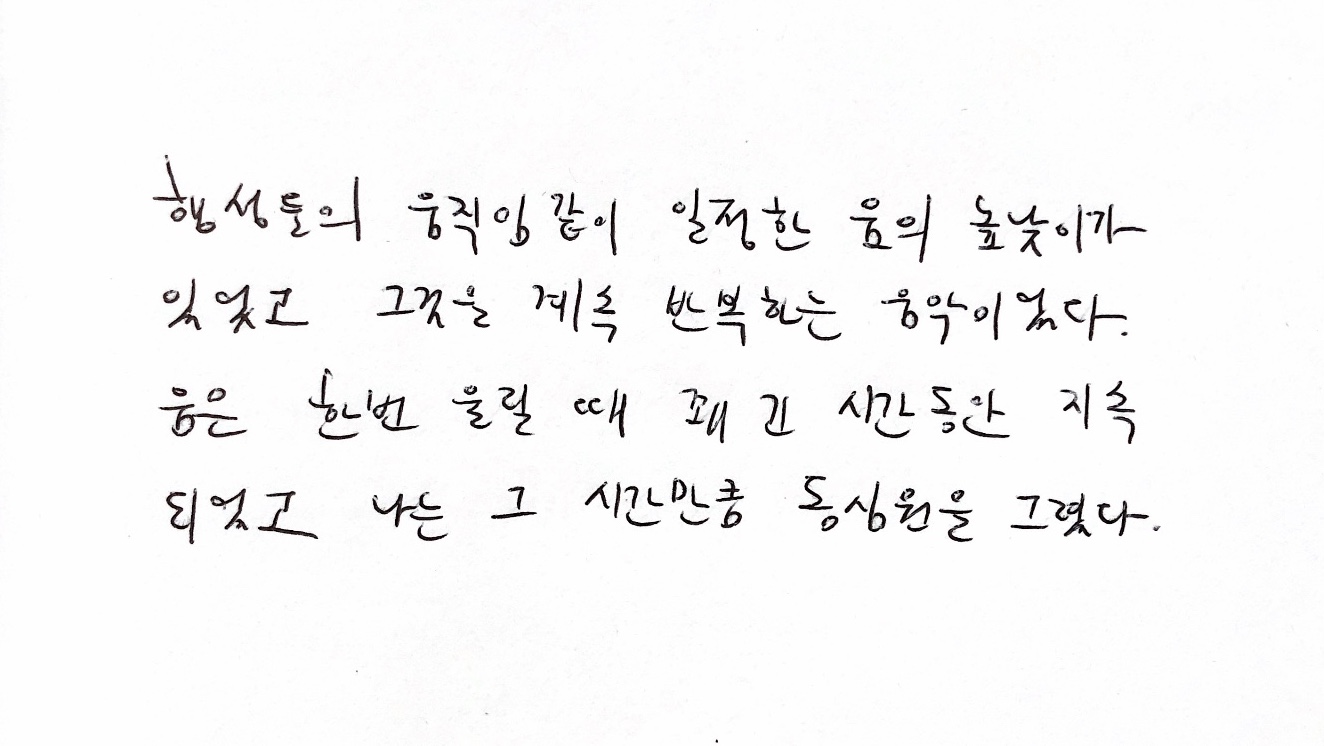 행성들의 움직임같이 일정한 음의 높낮이가
있었고 그것을 계속 반복하는 음악이었다.
음은 한번 울릴 때 꽤 긴 시간동안 지속
되었고 나는 그 시간만큼 동심원을 그렸다.